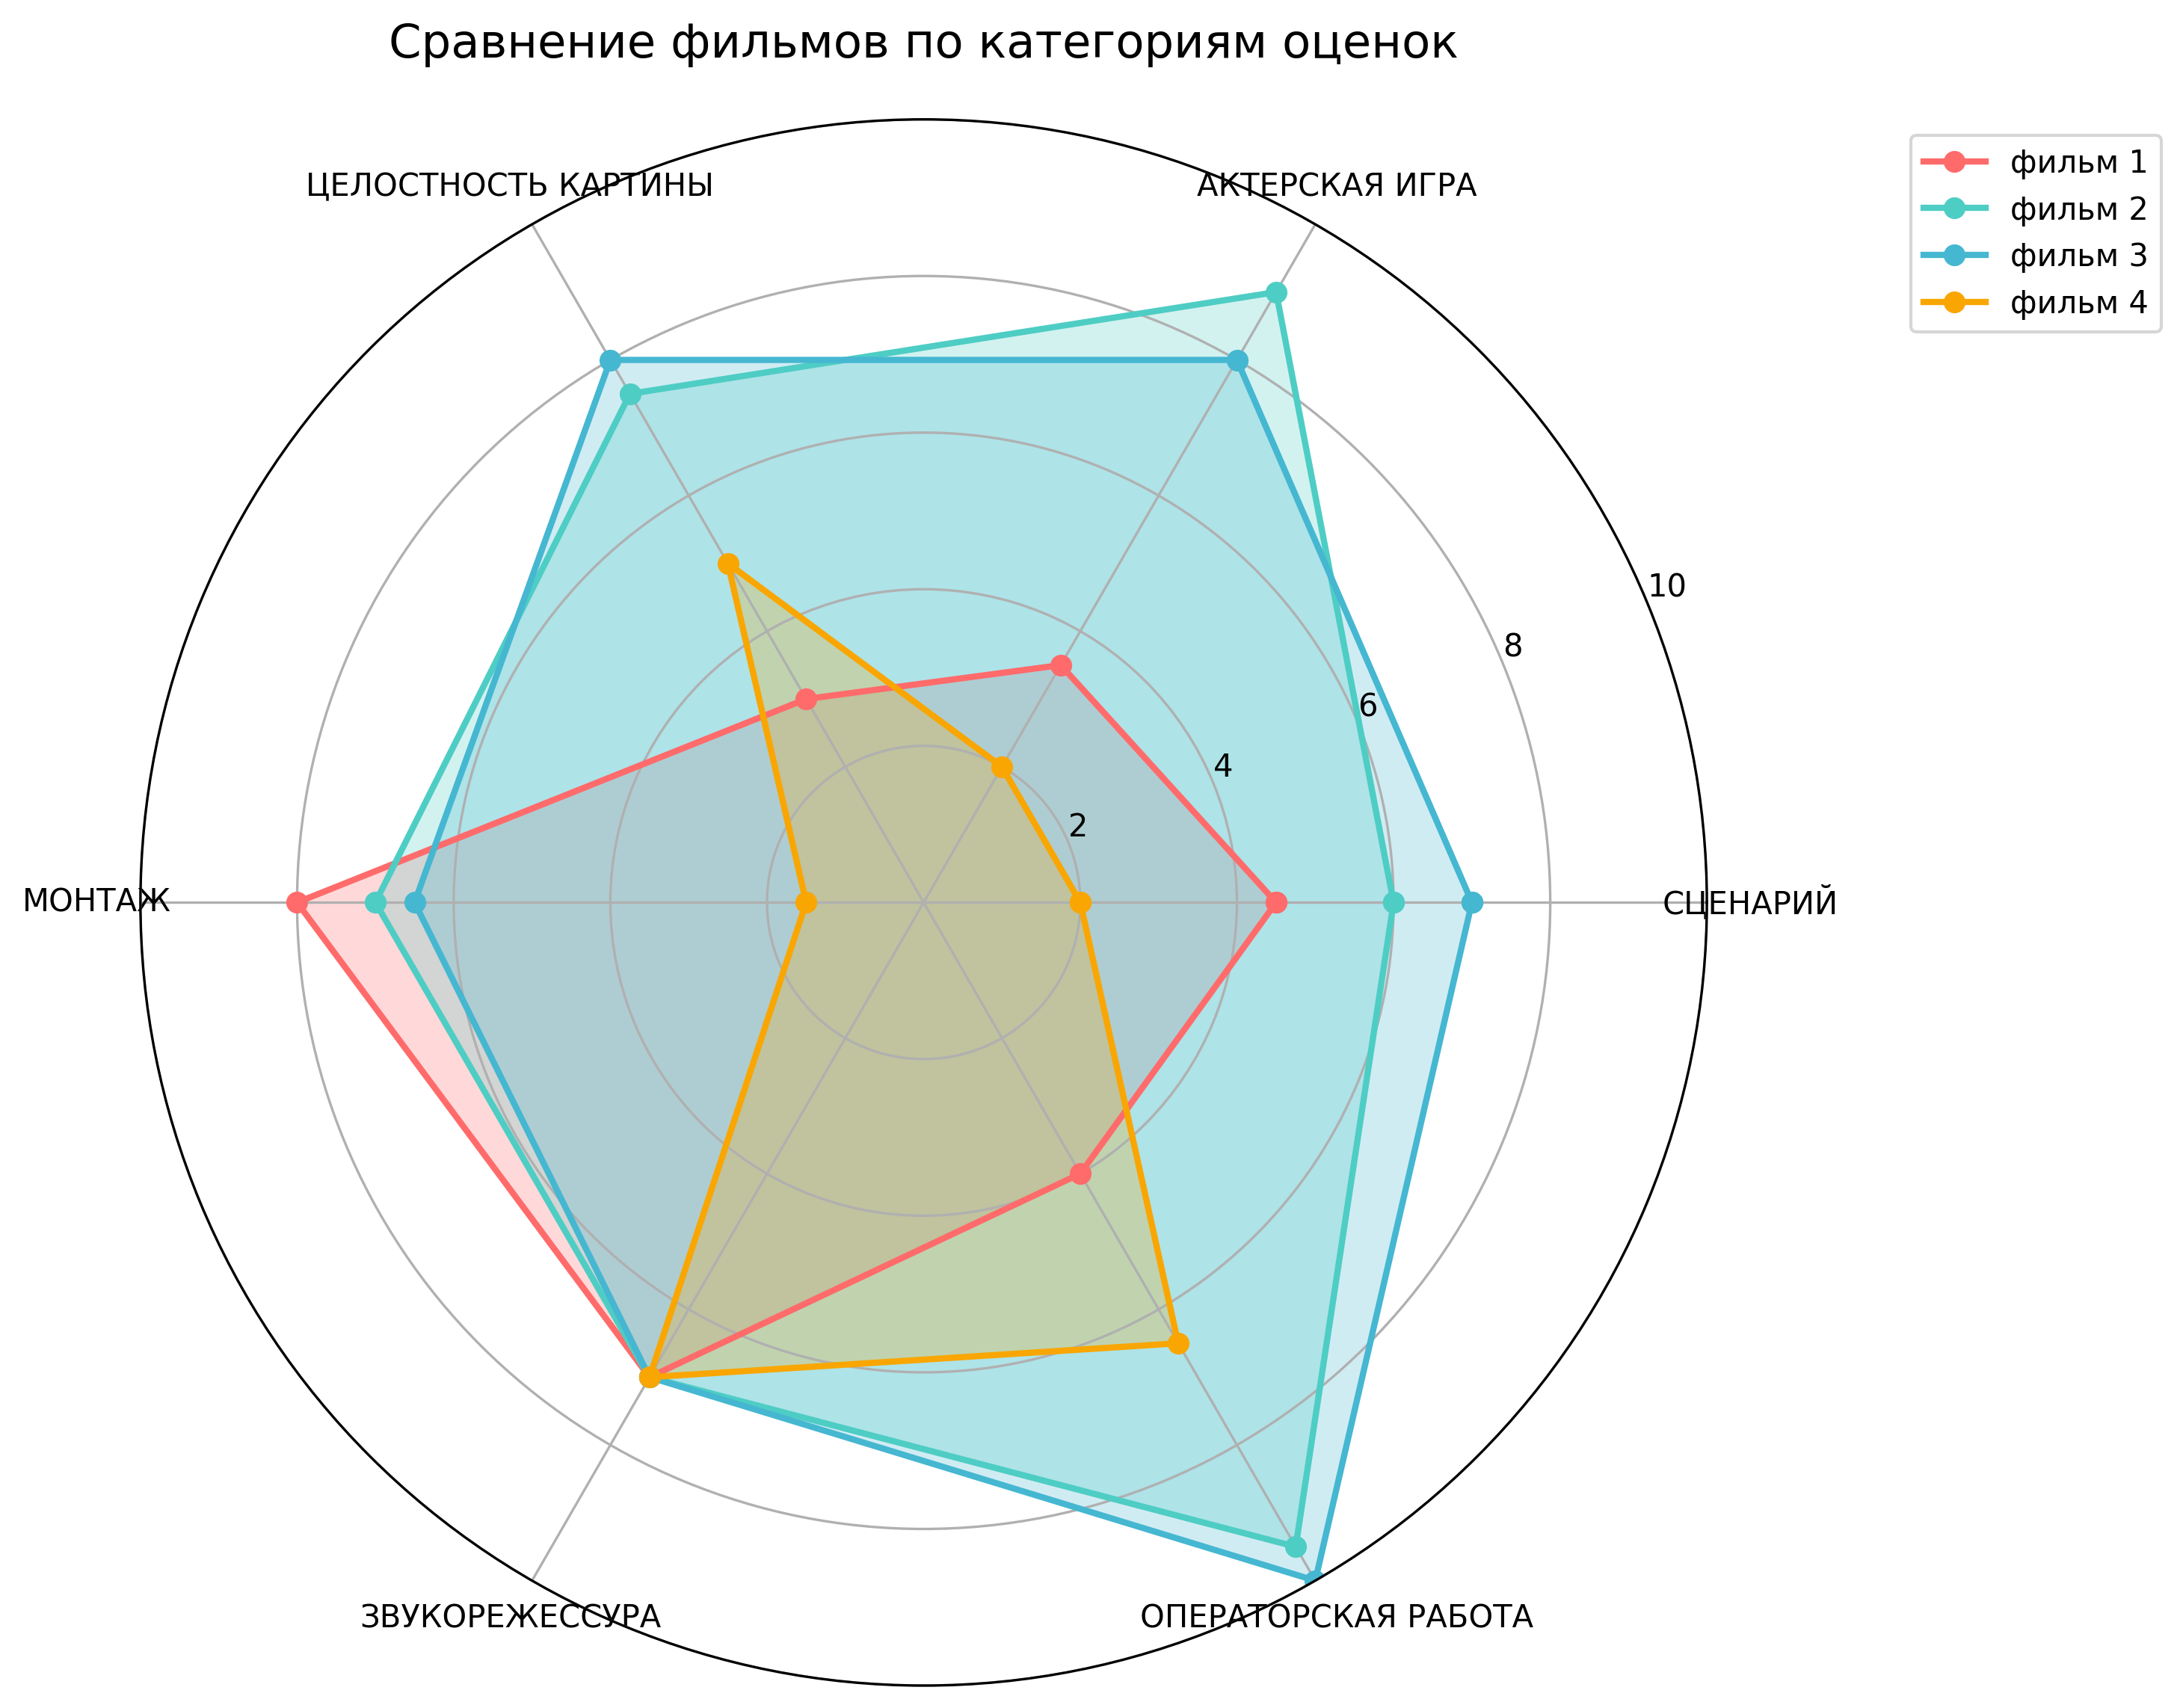 Сравнение фильмов по категориям оценок
фильм 1
фильм 2
фильм 3
фильм 4
ЦЕЛОСТНОСТЬ КАРТИНЫ
АКТЕРСКАЯ ИГРА
10
8
6
4
2
МОНТАЖ
СЦЕНАРИЙ
ЗВУКОРЕЖЕССУРА
ОПЕРАТОРСКАЯ РАБОТА